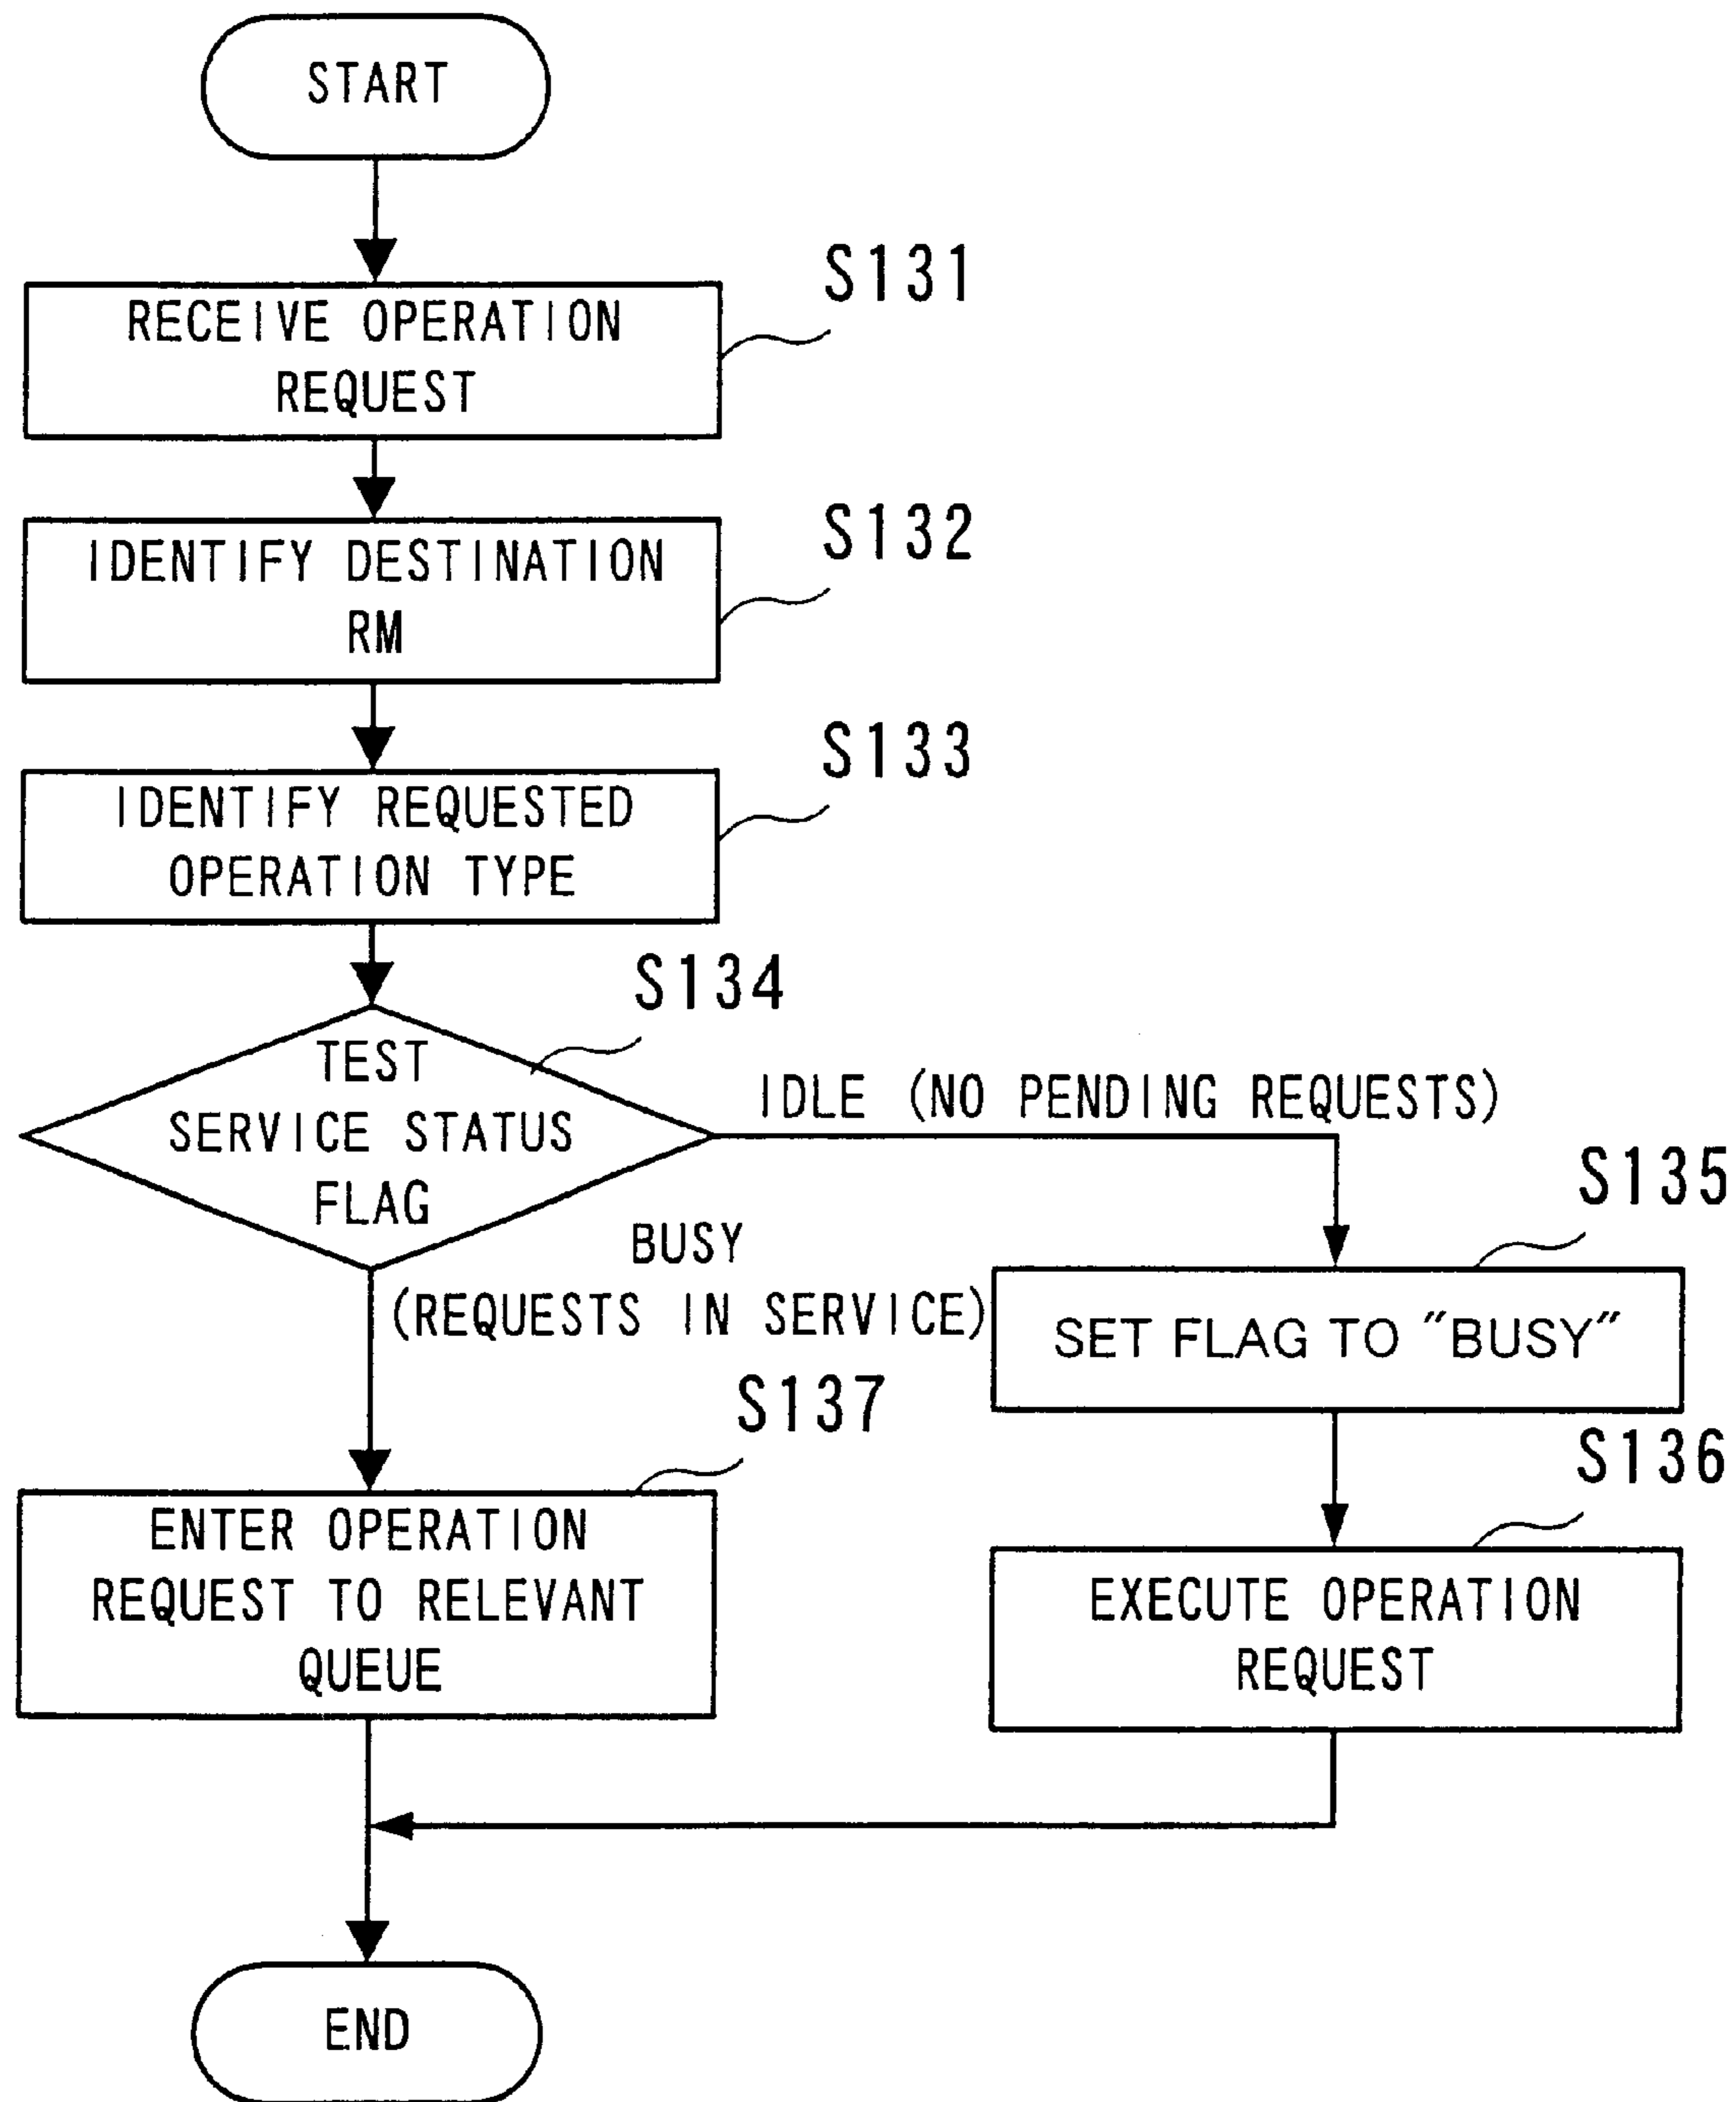 START
S131
RECEIVE OPERATION
REQUEST
S132
IDENTIFY DESTINATION
RM
S133
IDENTIFY REQUESTED
OPERATION TYPE
S134
TEST
SERVICE STATUS
FLAG
IDLE (NO PENDING REQUESTS)
BUSY
(REQUESTS IN SERVICE)
S135
SET FLAG TO "BUSY"
S136
EXECUTE OPERATION
REQUEST
S137
ENTER OPERATION
REQUEST TO RELEVANT
QUEUE
END